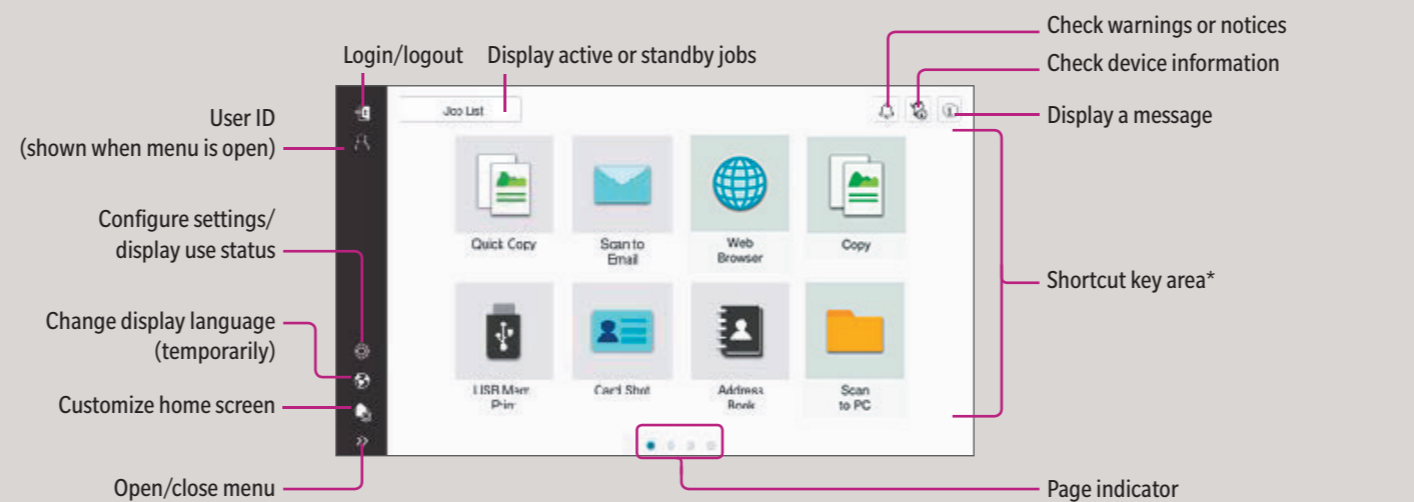 Check warnings or notices
Login/logout
Display active or standby jobs
Check device information
Job List
Display a message
User ID
(shown when menu is open)
Configure settings/
display use status
Quick Copy
Scan to
Email
Web
Browser
Copy
Shortcut key area*
Change display language
(temporarily)
Customize home screen
Card Shot
Address
Book
Scan
to PC
Open/close menu
Page indicator